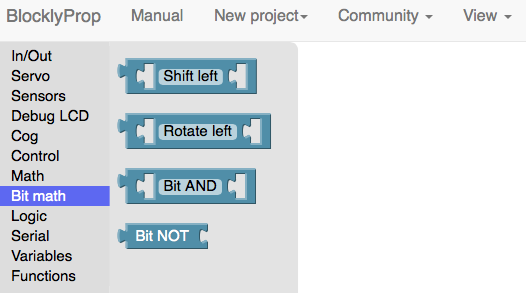 BlocklyProp Manual New project Community View
In/Out
Servo
Sensors
Debug LCD
Cog
Control
Math
Bit math
Logic
Serial
Variables
Functions
Shift left
Rotate left
Bit AND
Bit NOT